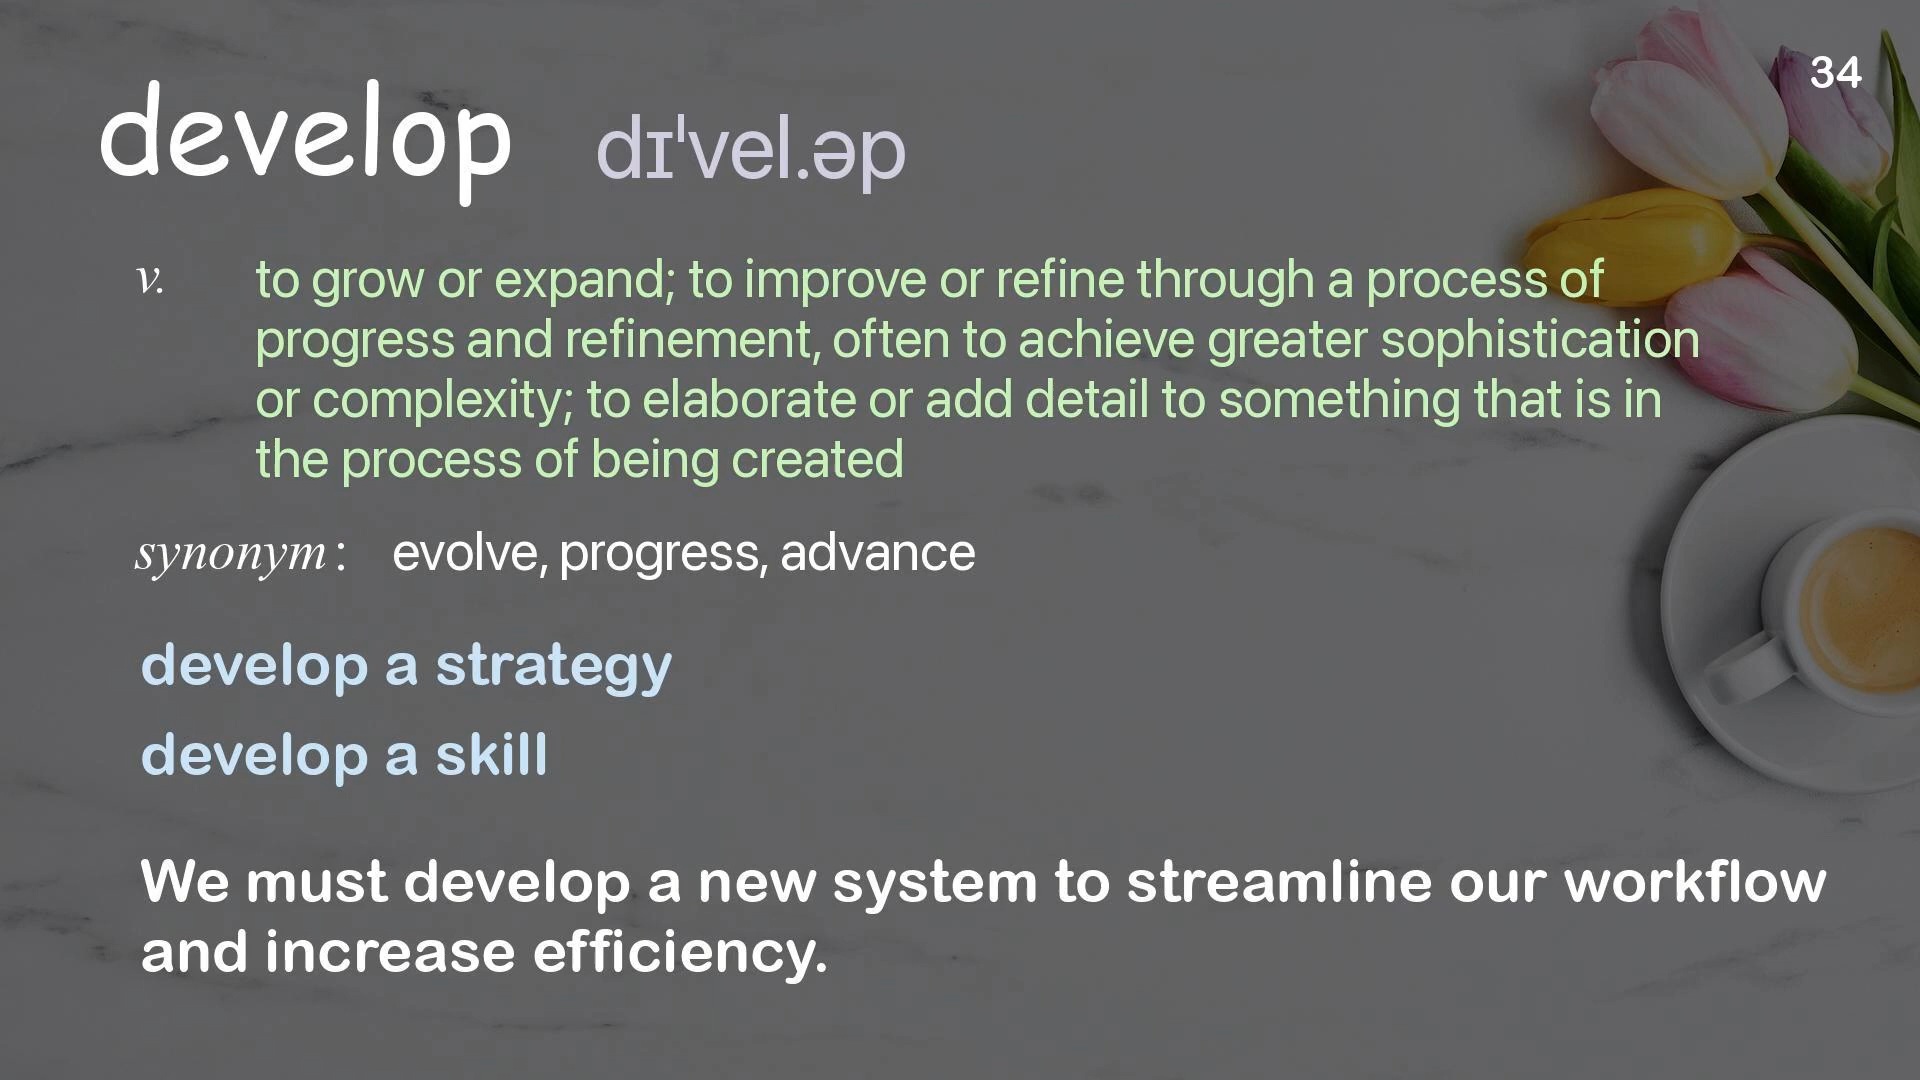 34
develop dɪˈvel.əp
v. to grow or expand; to improve or refine through a process of
progress and refinement, often to achieve greater sophistication
or complexity; to elaborate or add detail to something that is in
the process of being created
synonym : evolve, progress, advance
develop a strategy
develop a skill
We must develop a new system to streamline our workflow
and increase efficiency.